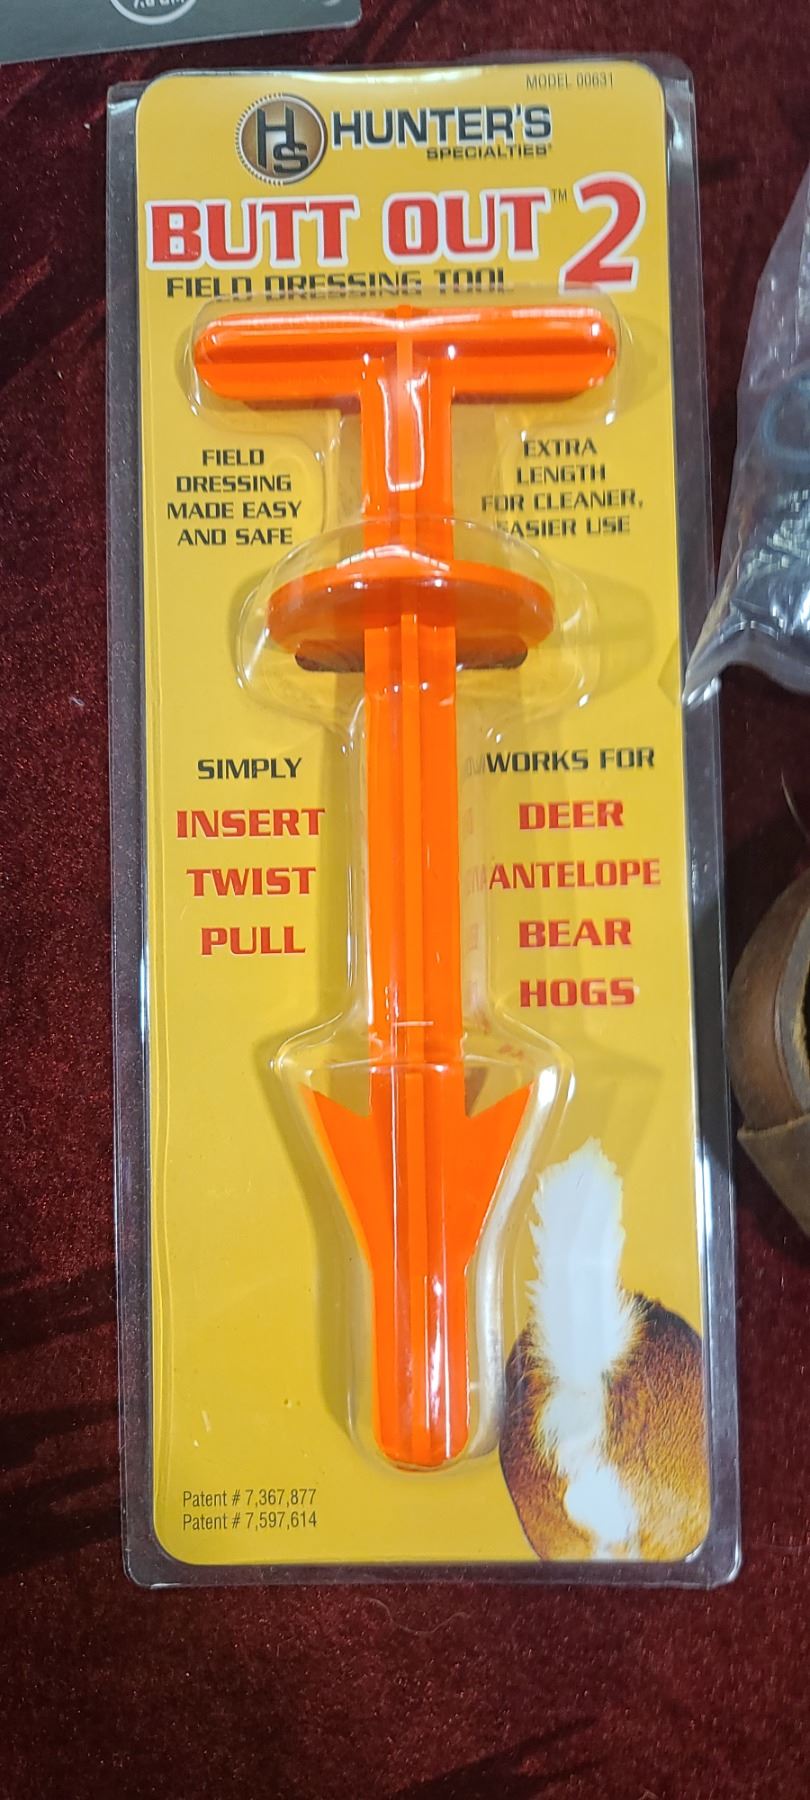 MODEL 00631
HS
HUNTER'S
SPECIALTIES®
BUTT OUT™ 2
FIELD DRESSING TOOL
FIELD
DRESSING
MADE EASY
AND SAFE
EXTRA
LENGTH
FOR CLEANER,
EASIER USE
SIMPLY
INSERT
TWIST
PULL
WORKS FOR
DEER
ANTELOPE
BEAR
HOGS
Patent # 7,367,877
Patent # 7,597,614